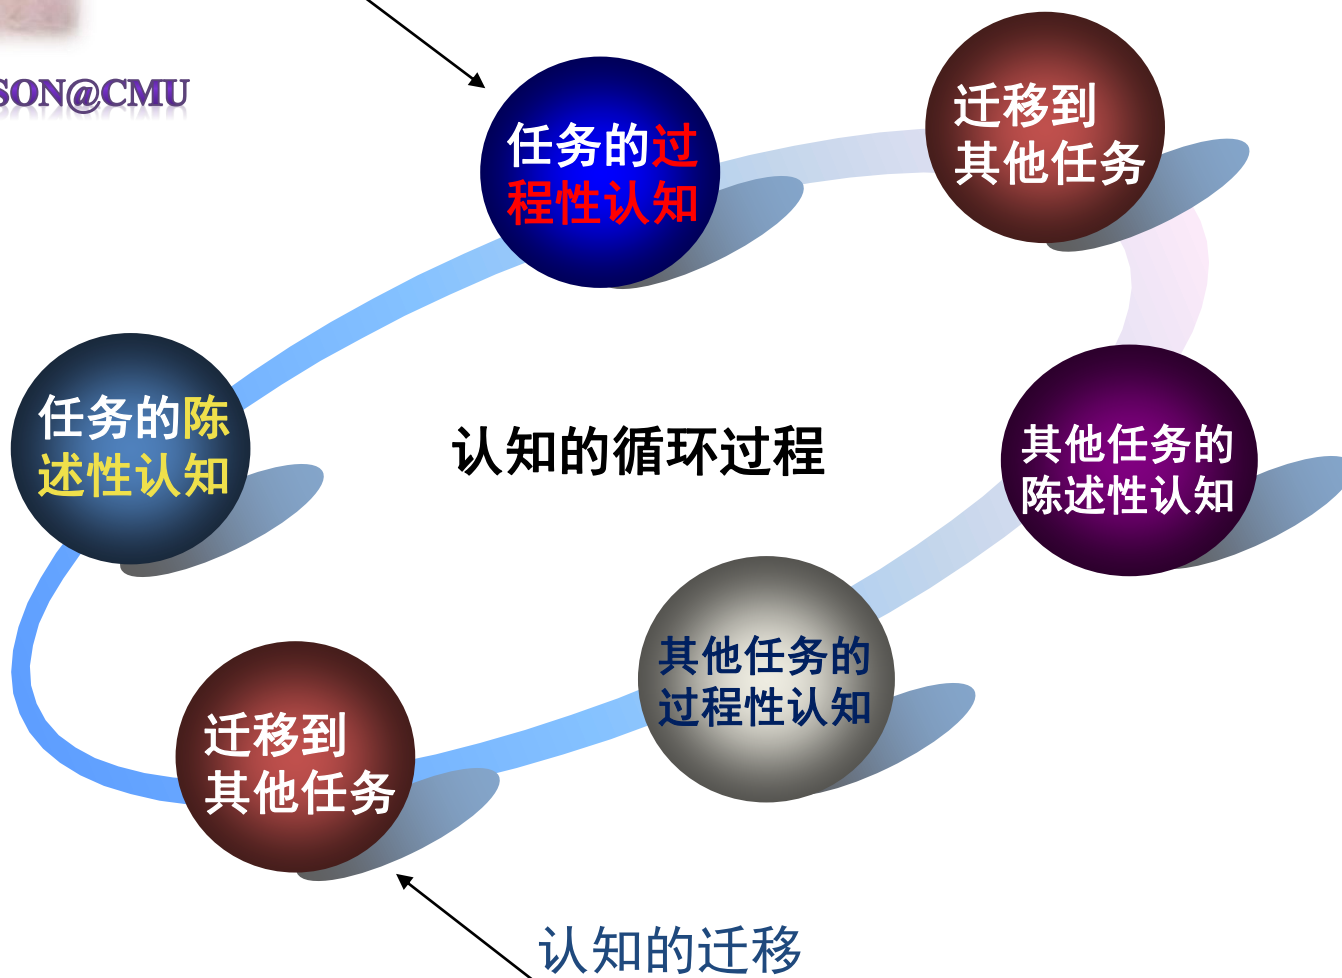 SON@CMU
任务的过
程性认知
迁移到
其他任务
任务的陈
述性认知
认知的循环过程
其他任务的
陈述性认知
其他任务的
过程性认知
迁移到
其他任务
认知的迁移